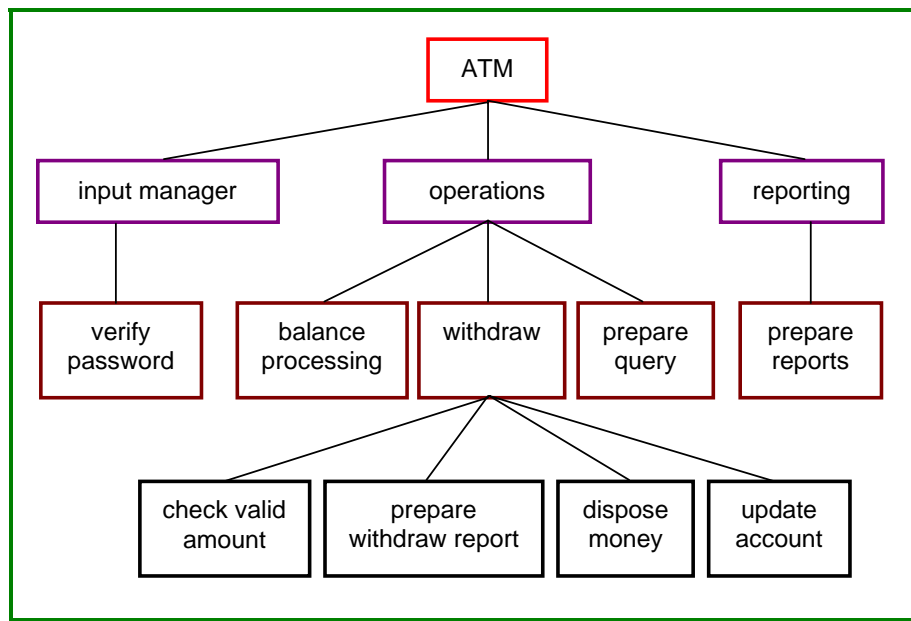 ATM
input manager
operations
reporting
verify
password
balance
processing
withdraw
prepare
query
prepare
reports
check valid
amount
prepare
withdraw report
dispose
money
update
account